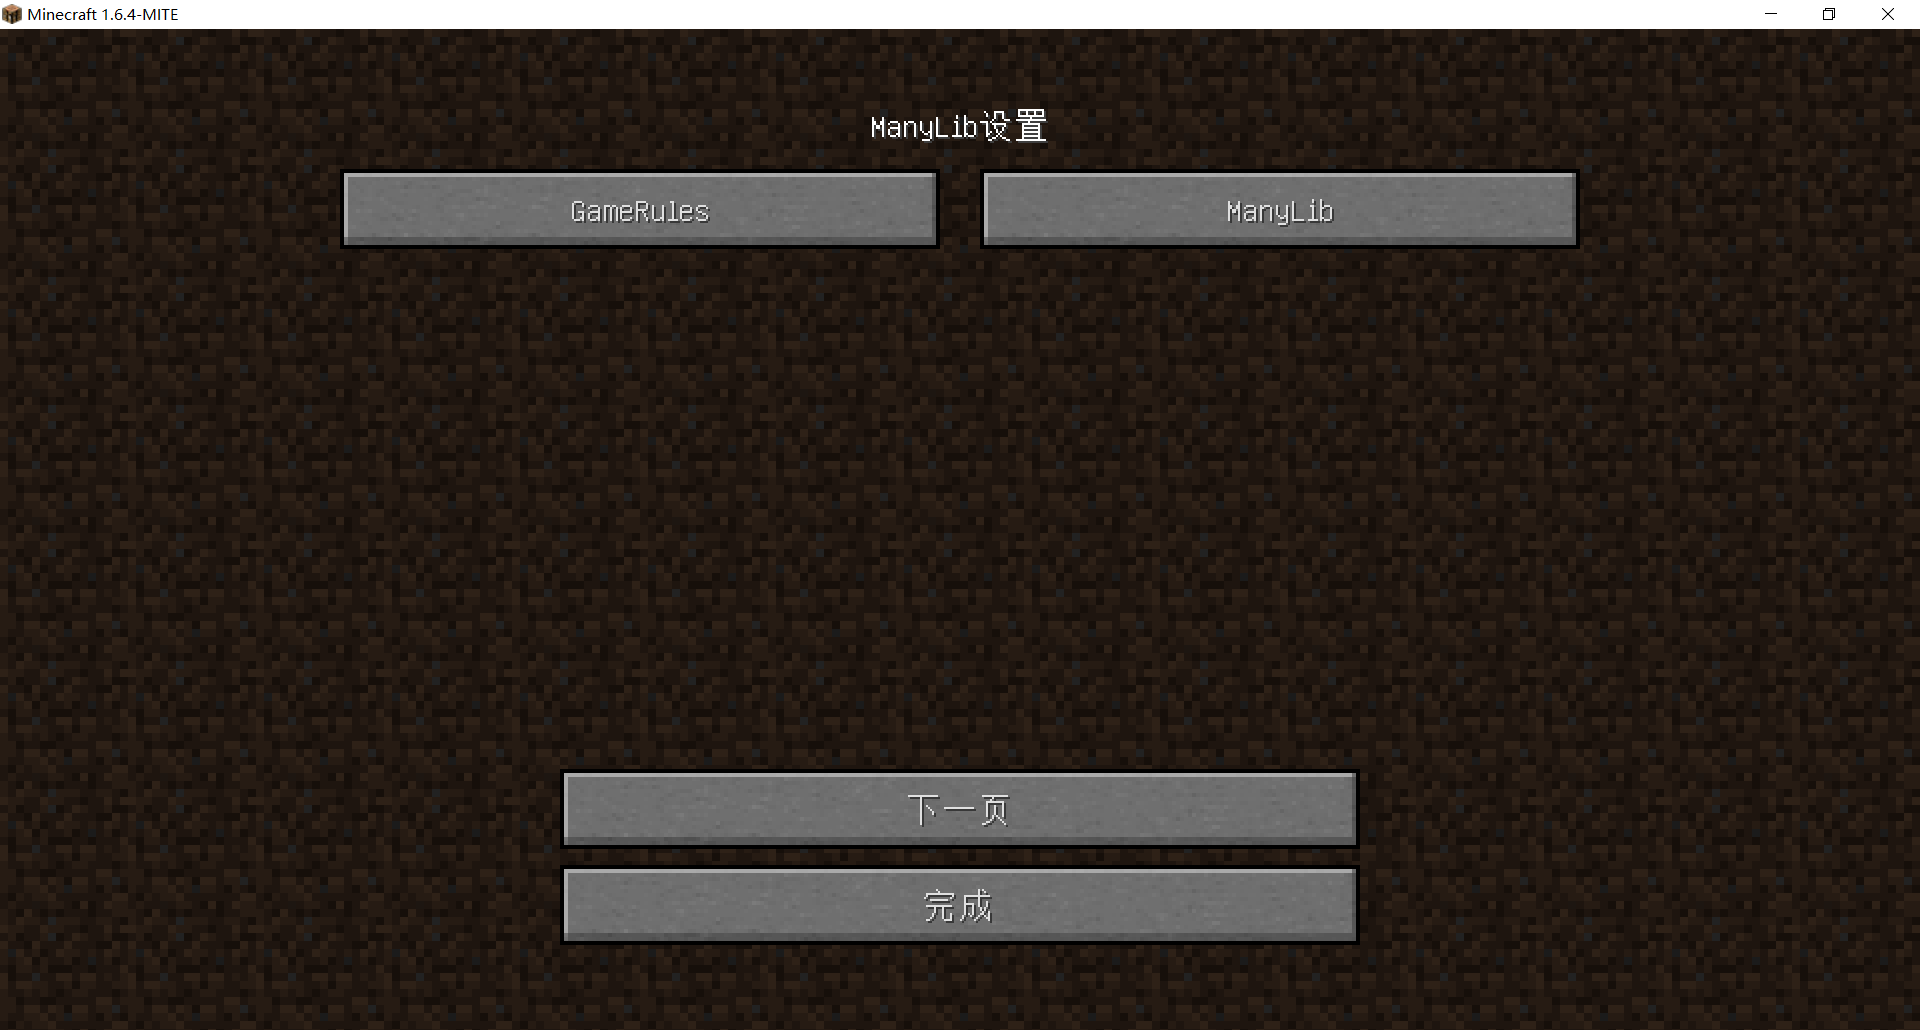 Minecraft 1.6.4-MITE
ManyLib设置
GameRules
ManyLib
下一页
完成